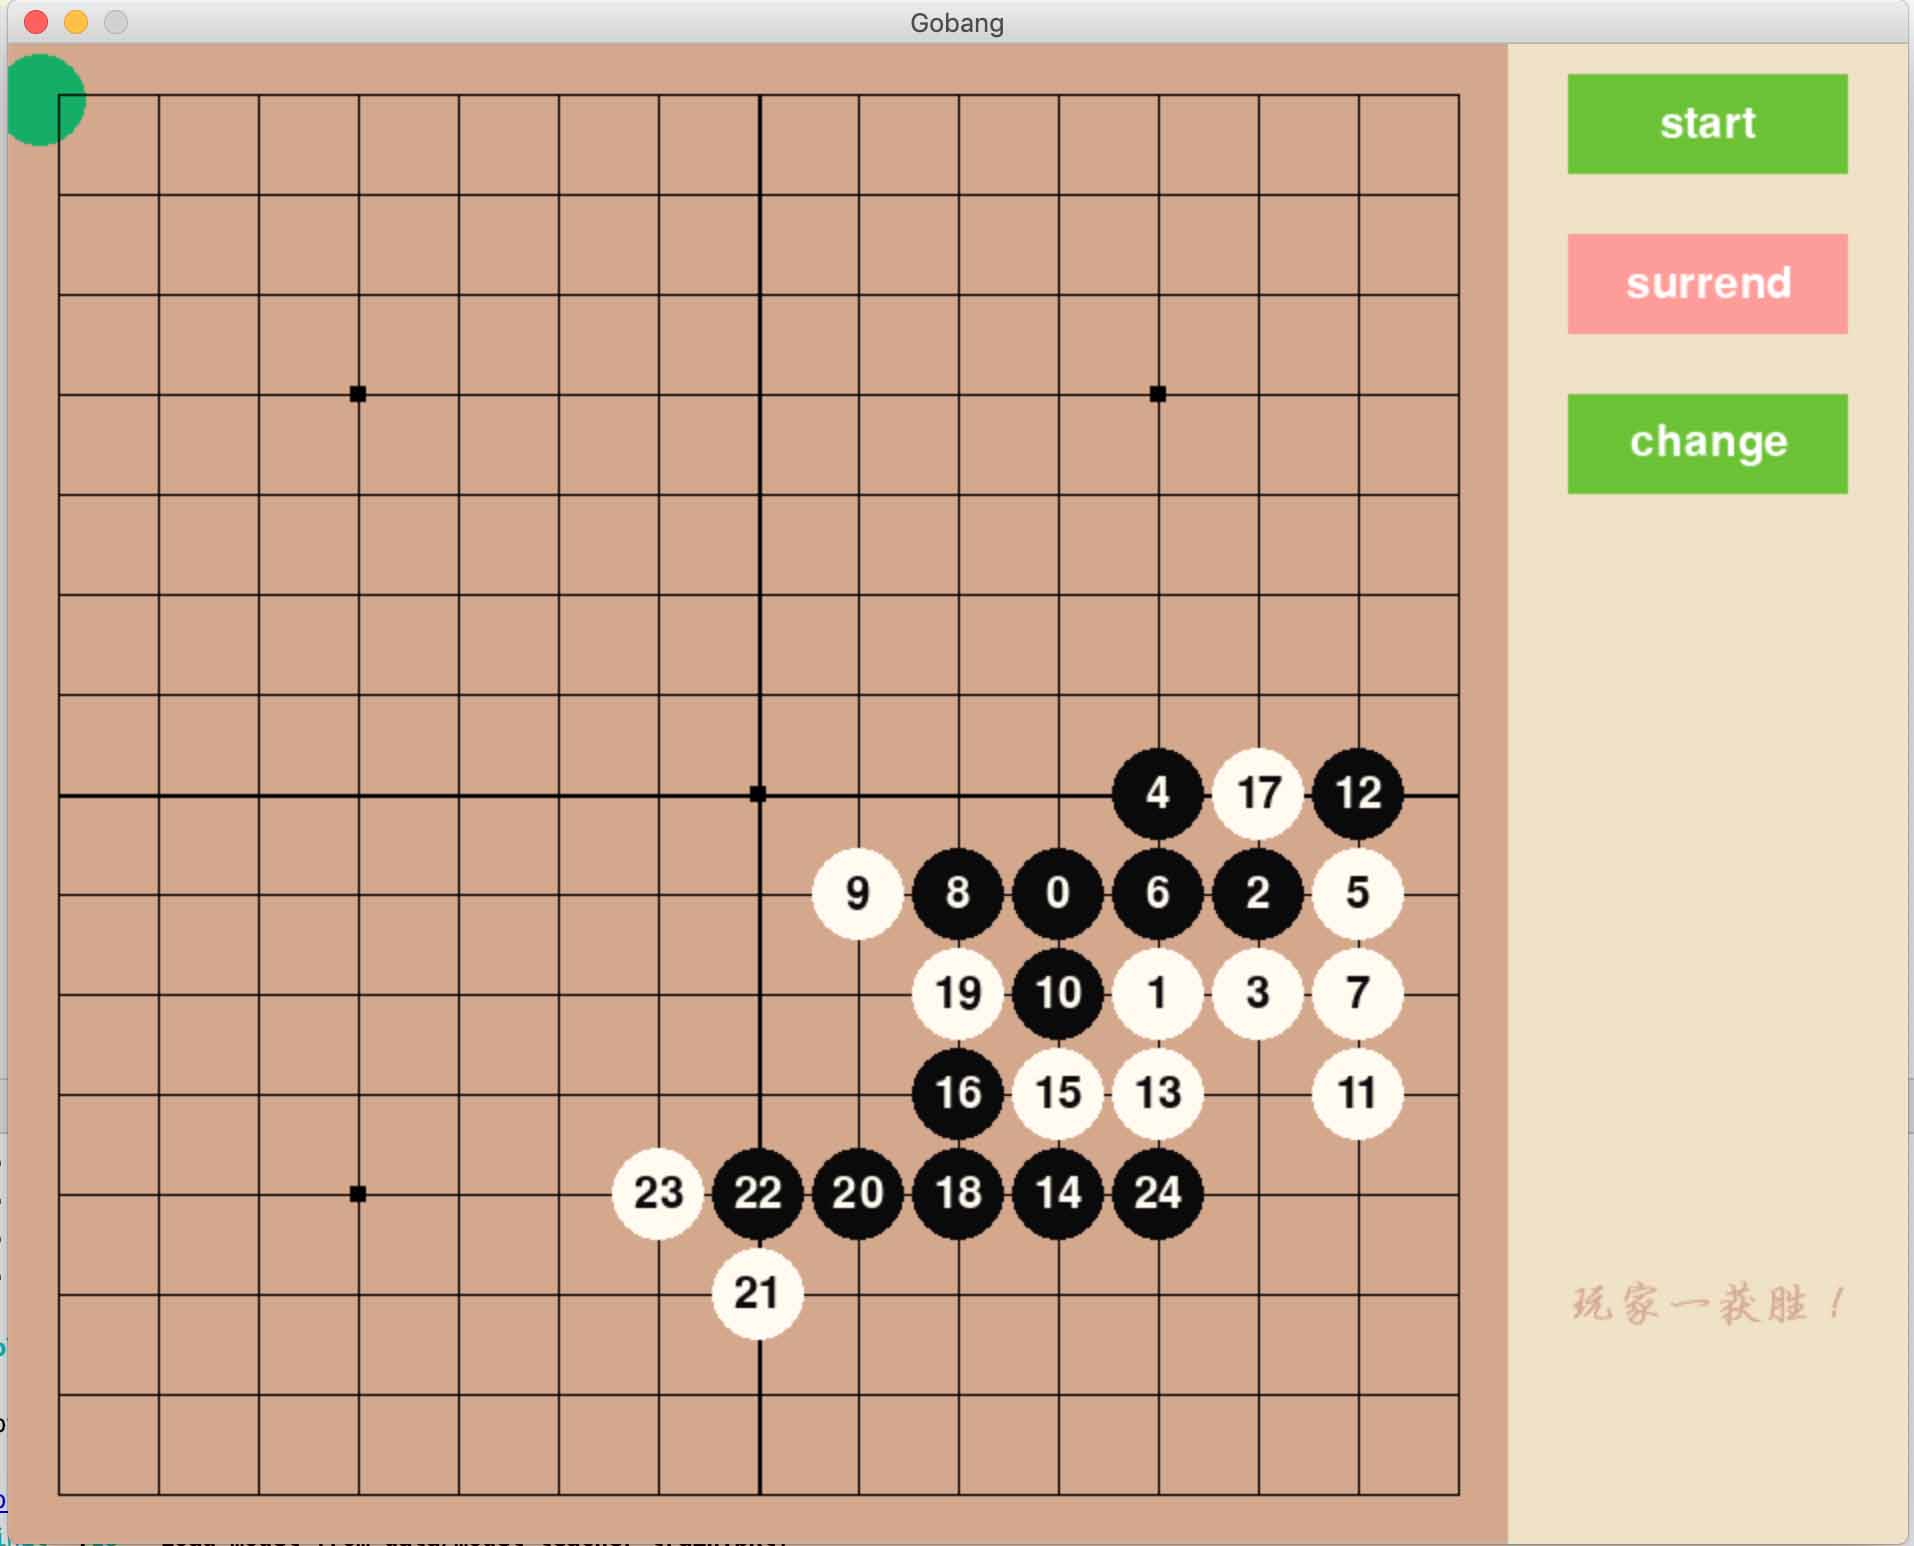 Gobang
start
surrend
change
4 17 12
9 8 0 6 2 5
19 10 1 3 7
16 15 13 11
23 22 20 18 14 24
21
玩家一获胜！